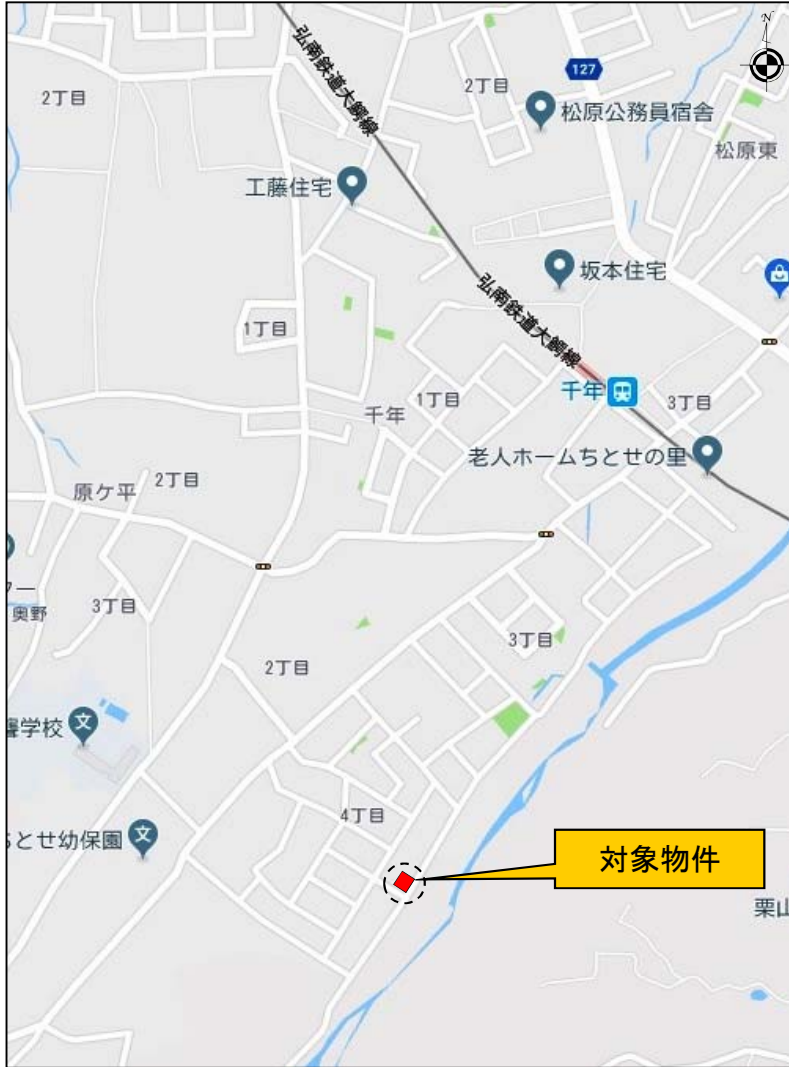 N
弘南鉄道大鰐線
127
2丁目
2丁目
松原公務員宿舎
松原東
工藤住宅
坂本住宅
弘南鉄道大鰐線
1丁目
千年
3丁目
1丁目
千年
老人ホームちとせの里
2丁目
原ケ平
3丁目
奥野
3丁目
2丁目
聾学校
文
4丁目
ちとせ幼保園
文
対象物件
栗山